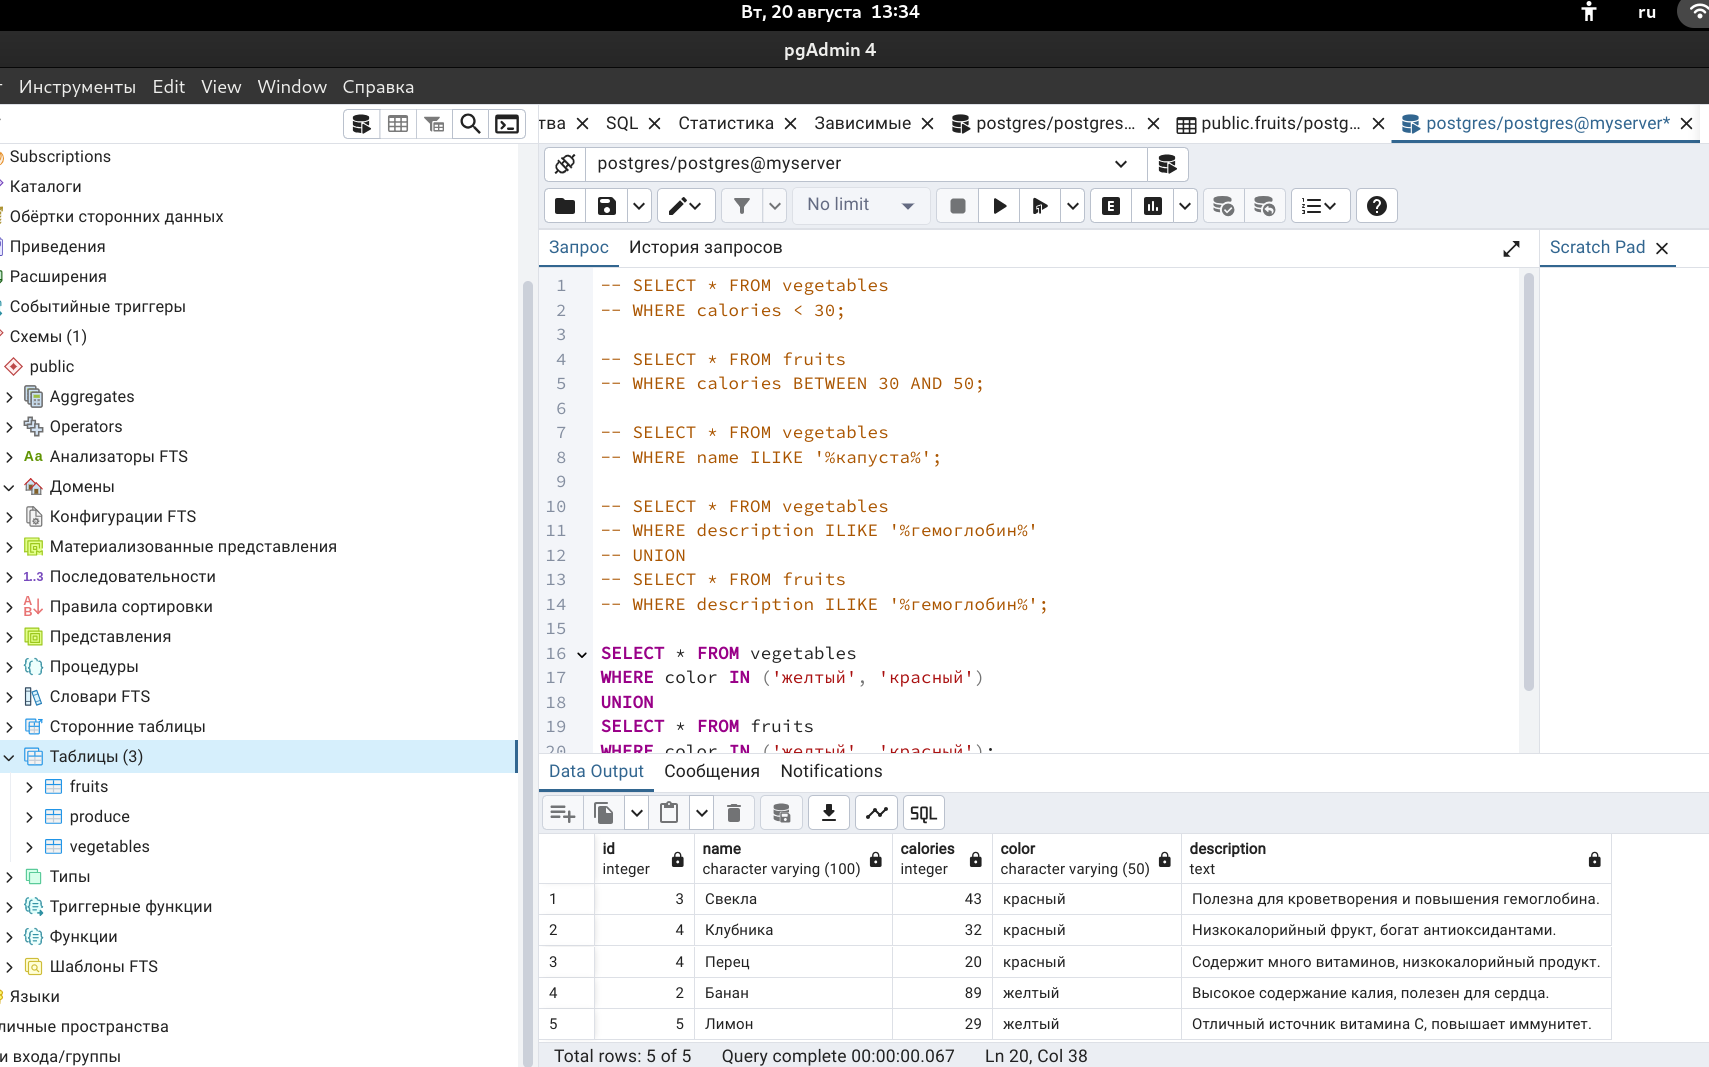 Вт, 20 августа 13:34
ru
pgAdmin 4
Инструменты Edit View Window Справка
тва SQL Статистика Зависимые postgres/postgres... public.fruits/postg... postgres/postgres@myserver*
postgres/postgres@myserver
No limit
Запрос История запросов
Scratch Pad
Subscriptions
Каталоги
Обёртки сторонних данных
Приведения
Расширения
Событийные триггеры
Схемы (1)
public
Aggregates
Operators
Aa Анализаторы FTS
Домены
Конфигурации FTS
Материализованные представления
1..3 Последовательности
Правила сортировки
Представления
Процедуры
Словари FTS
Сторонние таблицы
Таблицы (3)
fruits
produce
vegetables
Типы
Триггерные функции
Функции
Шаблоны FTS
Языки
личные пространства
и входа/группы
1 -- SELECT * FROM vegetables
2 -- WHERE calories < 30;
3
4 -- SELECT * FROM fruits
5 -- WHERE calories BETWEEN 30 AND 50;
6
7 -- SELECT * FROM vegetables
8 -- WHERE name ILIKE '%капуста%';
9
10 -- SELECT * FROM vegetables
11 -- WHERE description ILIKE '%гемоглобин%'
12 -- UNION
13 -- SELECT * FROM fruits
14 -- WHERE description ILIKE '%гемоглобин%';
15
16 SELECT * FROM vegetables
17 WHERE color IN ('желтый', 'красный')
18 UNION
19 SELECT * FROM fruits
20 WHERE color IN ('желтый', 'красный');
Data Output Сообщения Notifications
SQL
id name calories color description
integer character varying (100) integer character varying (50) text
1 3 Свекла 43 красный Полезна для кроветворения и повышения гемоглобина.
2 4 Клубника 32 красный Низкокалорийный фрукт, богат антиоксидантами.
3 4 Перец 20 красный Содержит много витаминов, низкокалорийный продукт.
4 2 Банан 89 желтый Высокое содержание калия, полезен для сердца.
5 5 Лимон 29 желтый Отличный источник витамина C, повышает иммунитет.
Total rows: 5 of 5 Query complete 00:00:00.067 Ln 20, Col 38